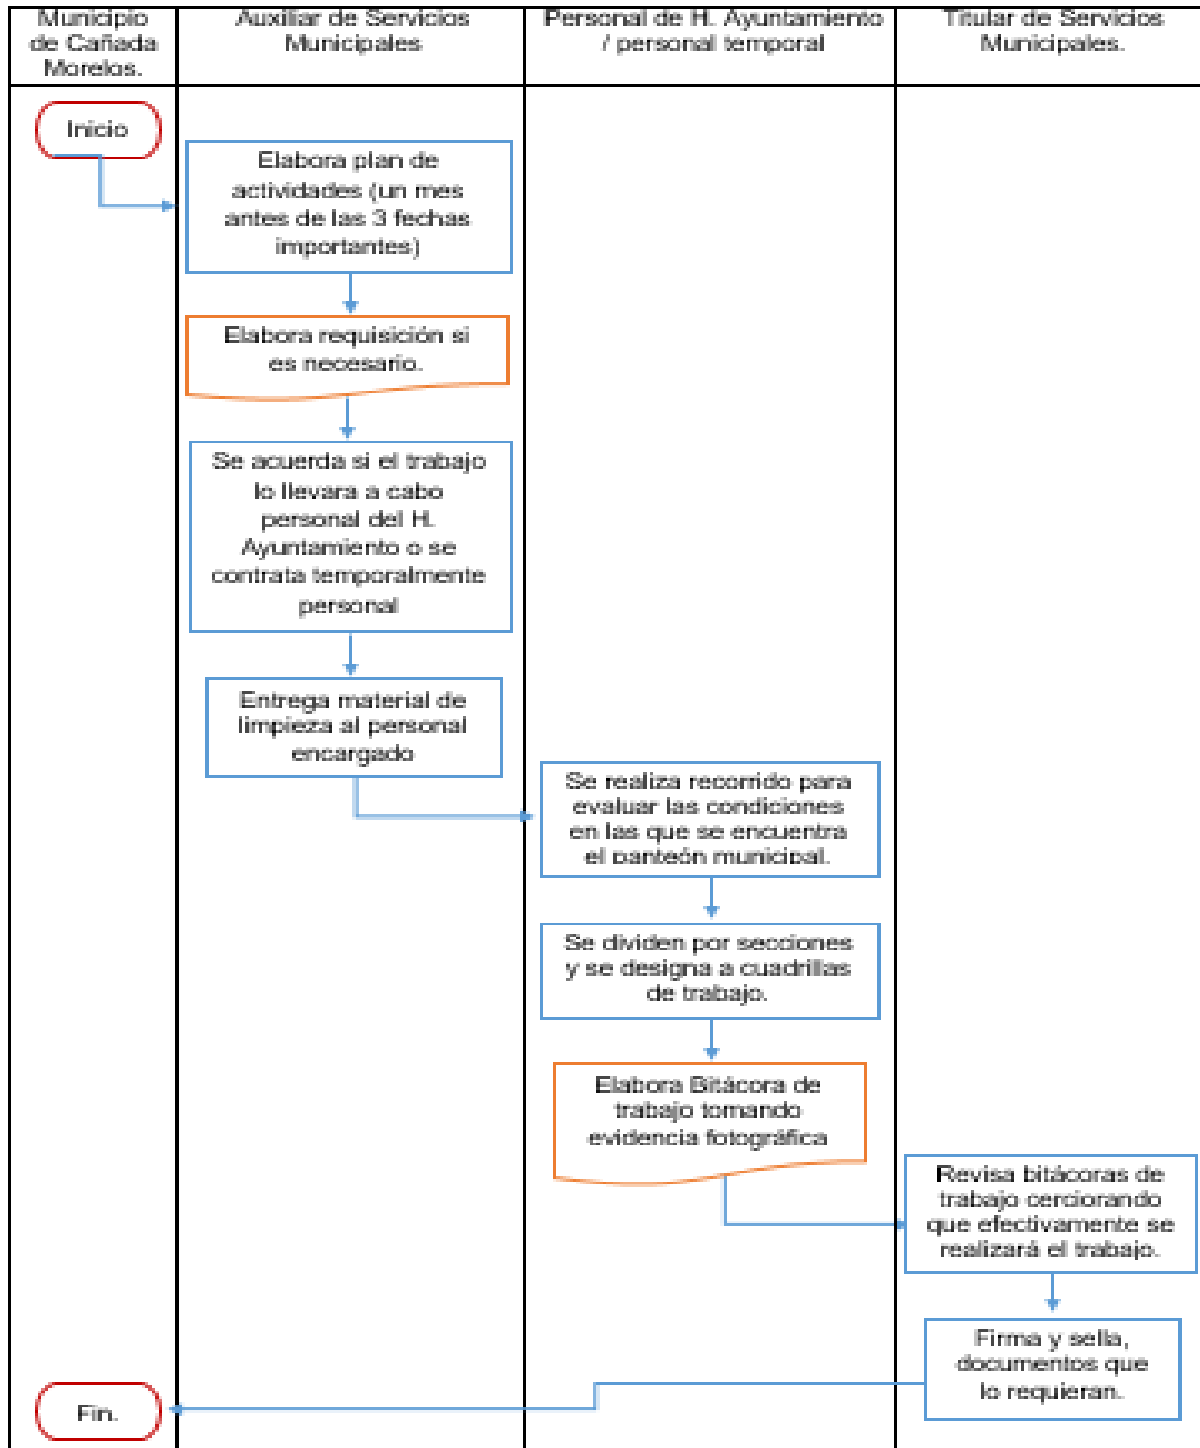 Municipio
de Cañada
Morelos.
Auxiliar de Servicios
Municipales
Personal de H. Ayuntamiento
/ personal temporal
Titular de Servicios
Municipales.
Inicio
Elabora plan de
actividades (un mes
antes de las 3 fechas
importantes)
Elabora requisición si
es necesario.
Se acuerda si el trabajo
lo llevara a cabo
personal del H.
Ayuntamiento o se
contrata temporalmente
personal
Entrega material de
limpieza al personal
encargado
Se realiza recorrido para
evaluar las condiciones
en las que se encuentra
el panteón municipal.
Se dividen por secciones
y se designa a cuadrillas
de trabajo.
Elabora Bitácora de
trabajo tomando
evidencia fotográfica
Revisa bitácoras de
trabajo cerciorando
que efectivamente se
realizará el trabajo.
Firma y sella,
documentos que
lo requieran.
Fin.